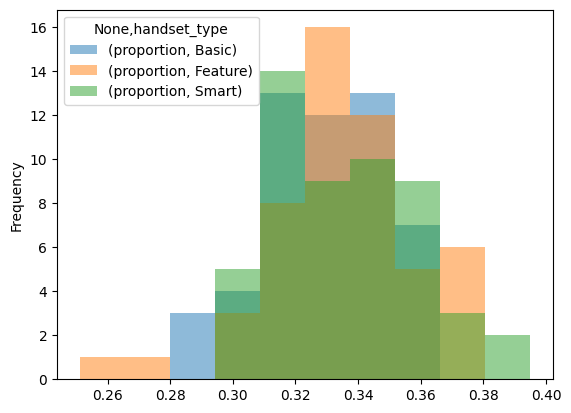 None,handset_type
(proportion, Basic)
(proportion, Feature)
(proportion, Smart)
Frequency
16
14
12
10
8
6
4
2
0
0.26 0.28 0.30 0.32 0.34 0.36 0.38 0.40